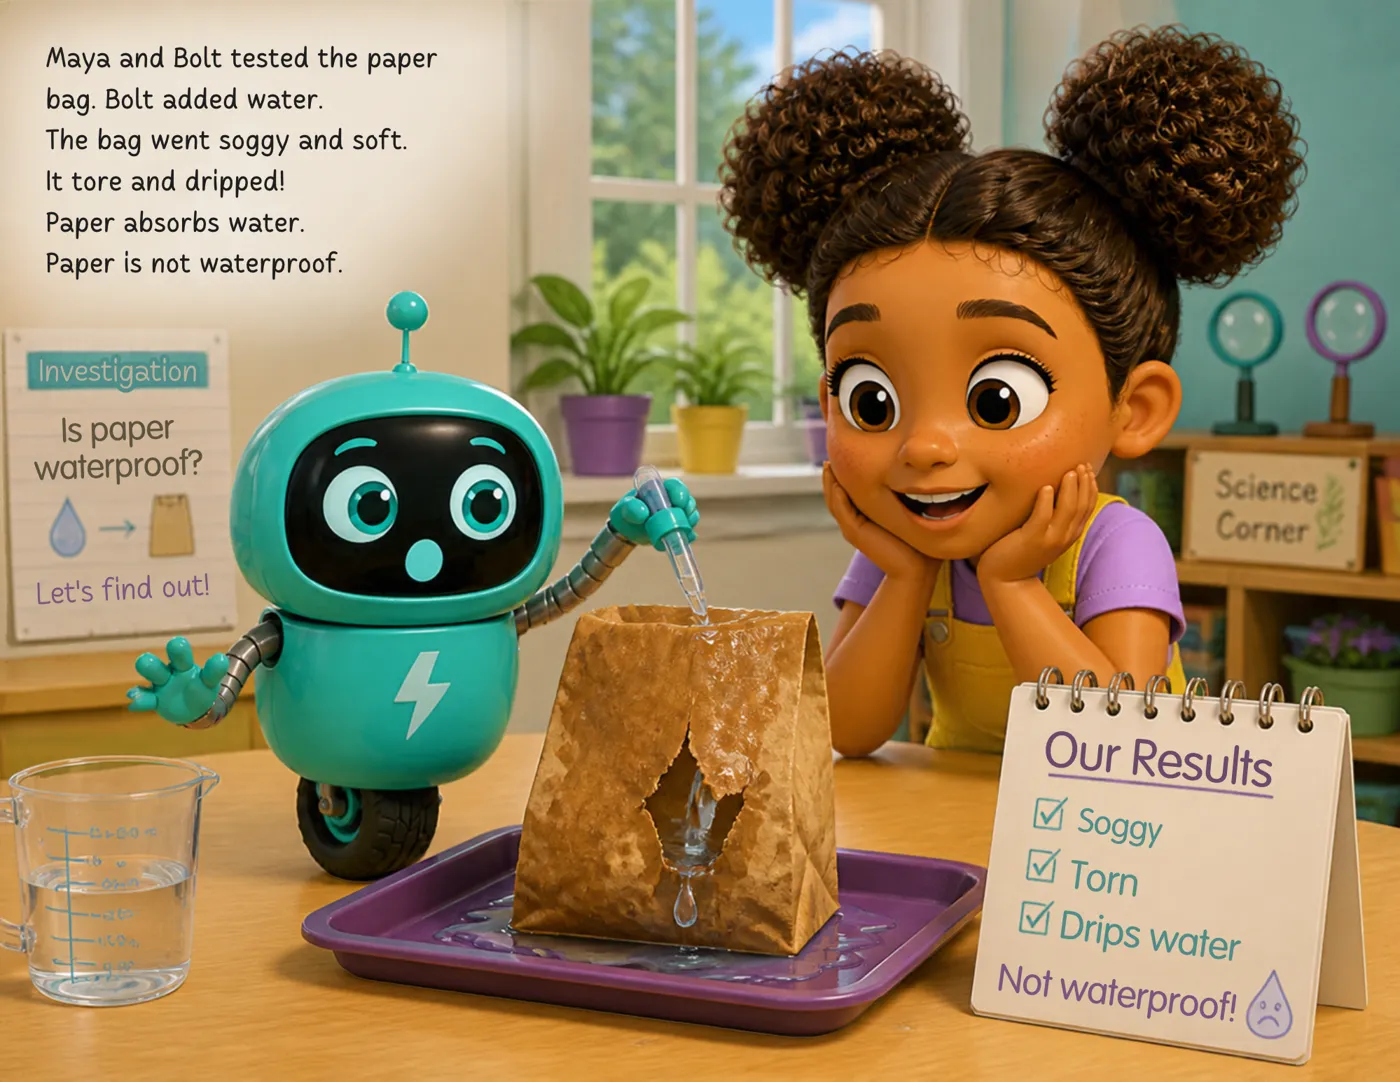 Maya and Bolt tested the paper
bag. Bolt added water.
The bag went soggy and soft.
It tore and dripped!
Paper absorbs water.
Paper is not waterproof.
Investigation
Is paper
waterproof?
Let's find out!
Science
Corner
Our Results
Soggy
Torn
Drips water
Not waterproof!